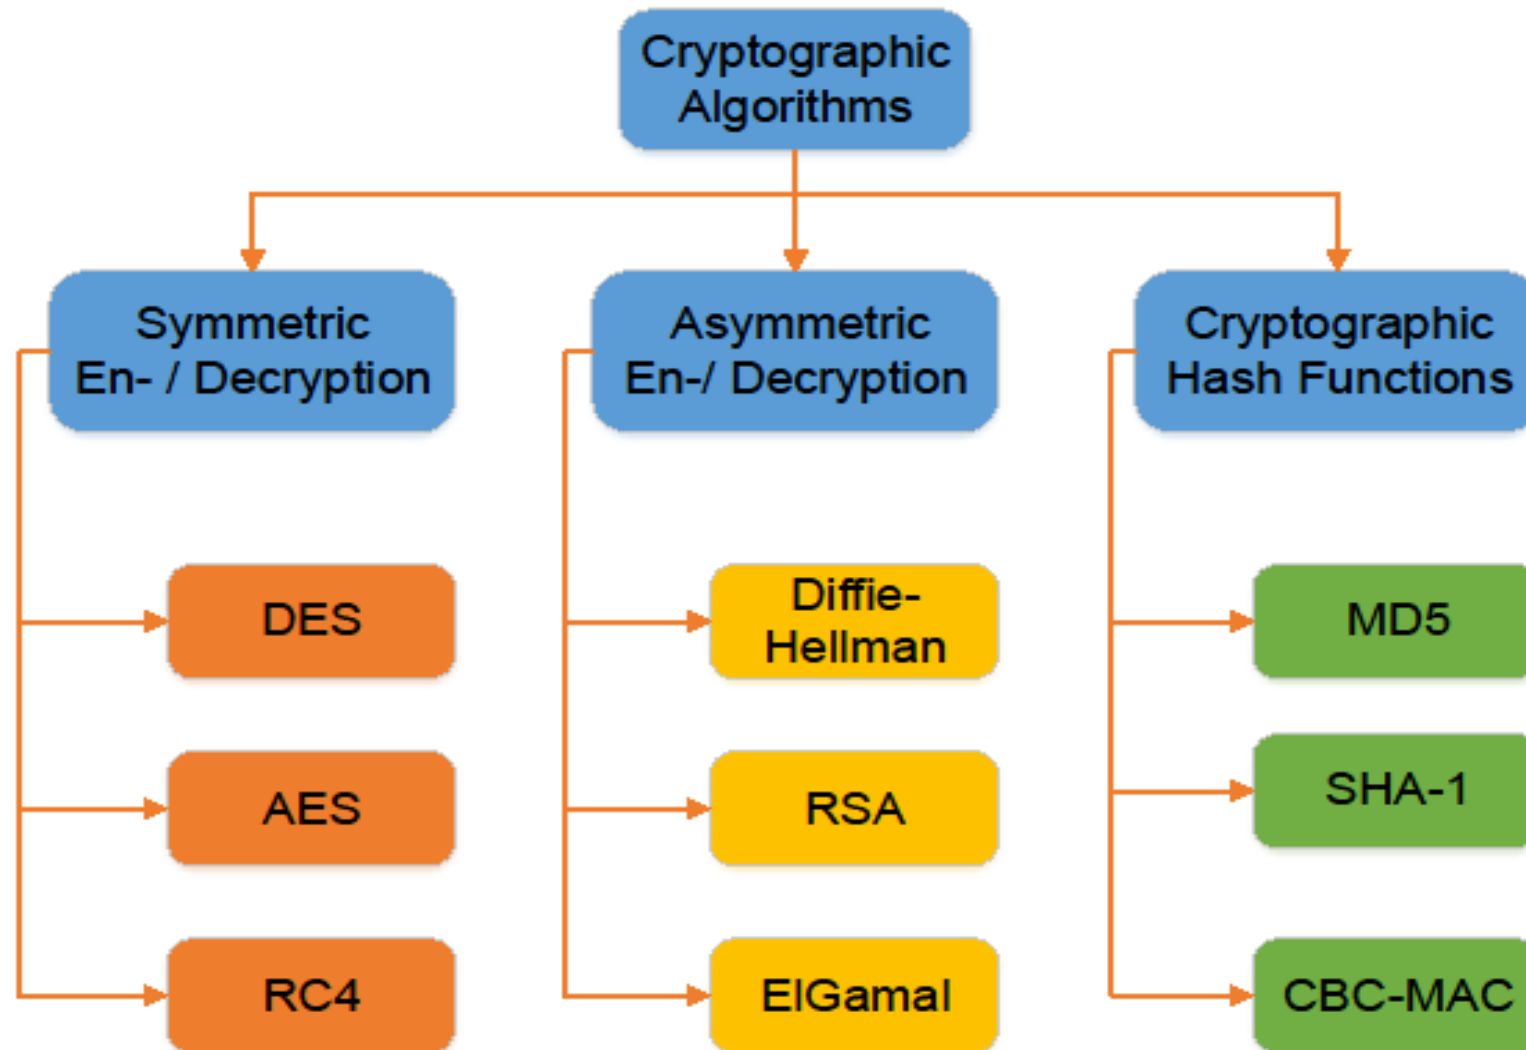 Cryptographic
Algorithms
Symmetric
En- / Decryption
Asymmetric
En-/ Decryption
Cryptographic
Hash Functions
DES
Diffie-
Hellman
MD5
AES
RSA
SHA-1
RC4
ElGamal
CBC-MAC